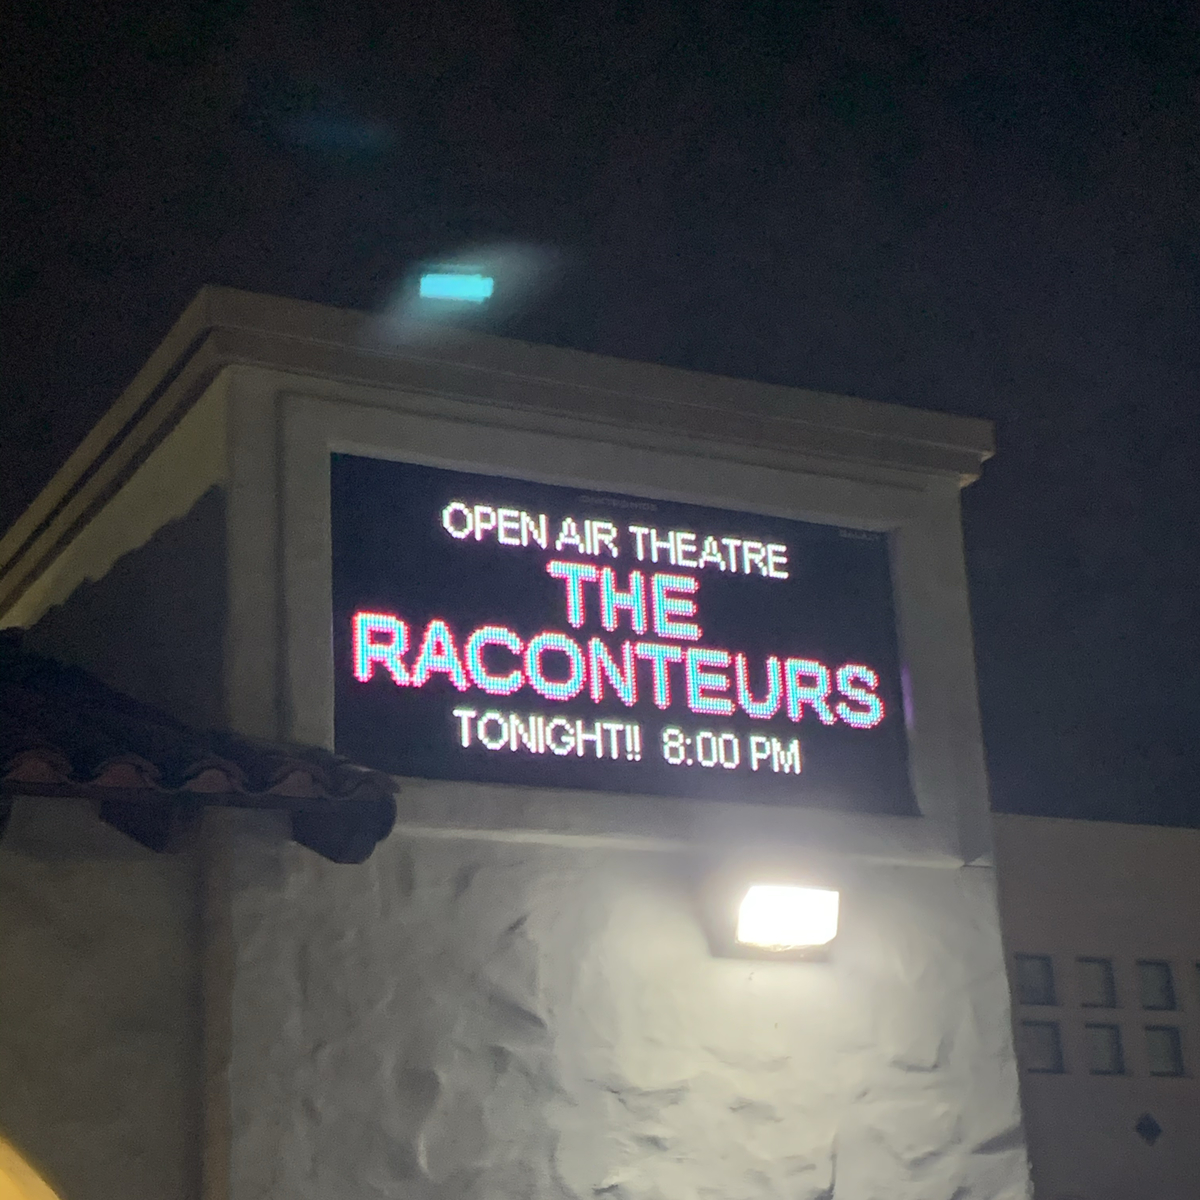 OPEN AIR THEATRE
THE
RACONTEURS
TONIGHT!! 8:00 PM